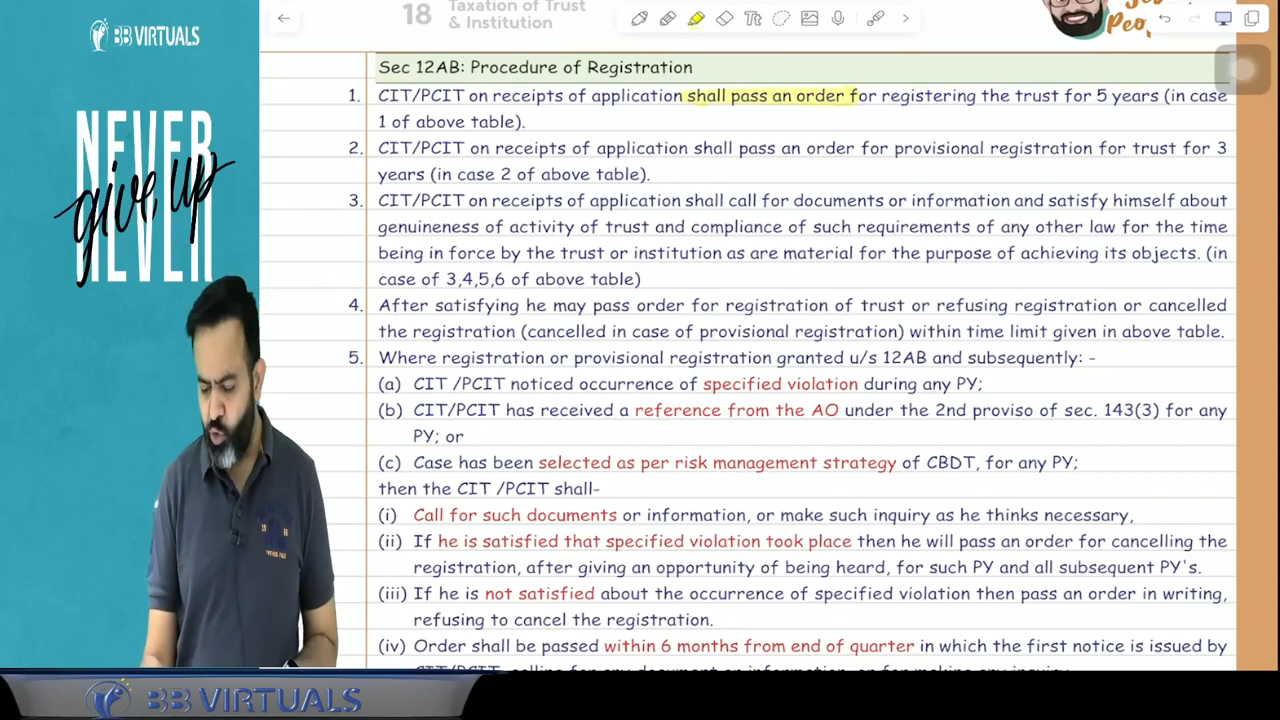 BB VIRTUALS
NEVER
give up
NEVER
18
Taxation of Trust
& Institution
Tt
Sec 12AB: Procedure of Registration
1. CIT/PCIT on receipts of application shall pass an order for registering the trust for 5 years (in case
1 of above table).
2. CIT/PCIT on receipts of application shall pass an order for provisional registration for trust for 3
years (in case 2 of above table).
3. CIT/PCIT on receipts of application shall call for documents or information and satisfy himself about
genuineness of activity of trust and compliance of such requirements of any other law for the time
being in force by the trust or institution as are material for the purpose of achieving its objects. (in
case of 3,4,5,6 of above table)
4. After satisfying he may pass order for registration of trust or refusing registration or cancelled
the registration (cancelled in case of provisional registration) within time limit given in above table.
5. Where registration or provisional registration granted u/s 12AB and subsequently: -
(a) CIT /PCIT noticed occurrence of specified violation during any PY;
(b) CIT/PCIT has received a reference from the AO under the 2nd proviso of sec. 143(3) for any
PY; or
(c) Case has been selected as per risk management strategy of CBDT, for any PY;
then the CIT /PCIT shall-
(i) Call for such documents or information, or make such inquiry as he thinks necessary,
(ii) If he is satisfied that specified violation took place then he will pass an order for cancelling the
registration, after giving an opportunity of being heard, for such PY and all subsequent PY's.
(iii) If he is not satisfied about the occurrence of specified violation then pass an order in writing,
refusing to cancel the registration.
(iv) Order shall be passed within 6 months from end of quarter in which the first notice is issued by
CIT/PCIT, calling for any document or information, or for making any inquiry
BB VIRTUALS